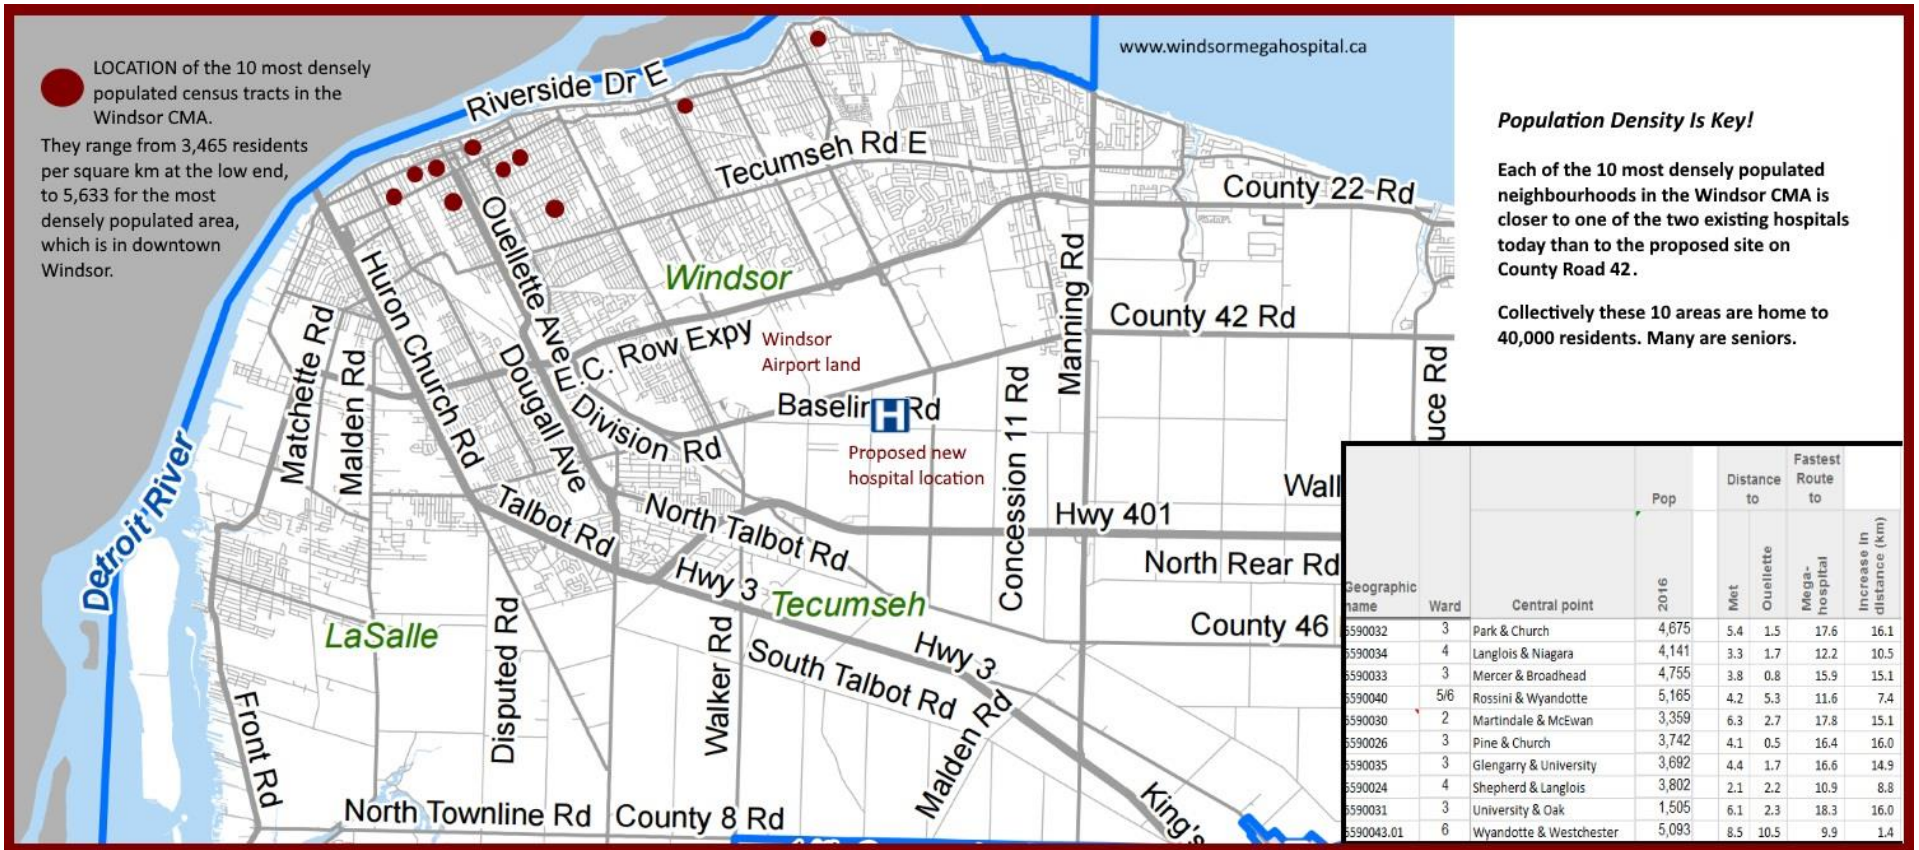 LOCATION of the 10 most densely
populated census tracts in the
Windsor CMA.
They range from 3,465 residents
per square km at the low end,
to 5,633 for the most
densely populated area,
which is in downtown
Windsor.
www.windsormegahospital.ca
Riverside Dr E
Tecumseh Rd E
County 22 Rd
Ouellette Ave
Windsor
Huron Church Rd
Manning Rd
County 42 Rd
E.C. Row Expy
Windsor
Airport land
Matchette Rd
Malden Rd
Dougall Ave
Division Rd
Baselin
H
Rd
Proposed new
hospital location
Concession 11 Rd
uce Rd
Detroit River
Talbot Rd
North Talbot Rd
Hwy 401
Wall
North Rear Rd
Hwy 3
Tecumseh
County 46
LaSalle
Disputed Rd
Walker Rd
South Talbot Rd
Hwy 3
Malden Rd
Front Rd
North Townline Rd
County 8 Rd
King's
Population Density Is Key!
Each of the 10 most densely populated
neighbourhoods in the Windsor CMA is
closer to one of the two existing hospitals
today than to the proposed site on
County Road 42.
Collectively these 10 areas are home to
40,000 residents. Many are seniors.
Pop
Distance
to
Fastest
Route
to
Geographic
name
Ward
Central point
2016
Met
Ouellette
Mega-
hospital
Increase in
distance (km)
5590032 3 Park & Church 4,675 5.4 1.5 17.6 16.1
5590034 4 Langlois & Niagara 4,141 3.3 1.7 12.2 10.5
5590033 3 Mercer & Broadhead 4,755 3.8 0.8 15.9 15.1
5590040 5/6 Rossini & Wyandotte 5,165 4.2 5.3 11.6 7.4
5590030 2 Martindale & McEwan 3,359 6.3 2.7 17.8 15.1
5590026 3 Pine & Church 3,742 4.1 0.5 16.4 16.0
5590035 3 Glengarry & University 3,692 4.4 1.7 16.6 14.9
5590024 4 Shepherd & Langlois 3,802 2.1 2.2 10.9 8.8
5590031 3 University & Oak 1,505 6.1 2.3 18.3 16.0
5590043.01 6 Wyandotte & Westchester 5,093 8.5 10.5 9.9 1.4